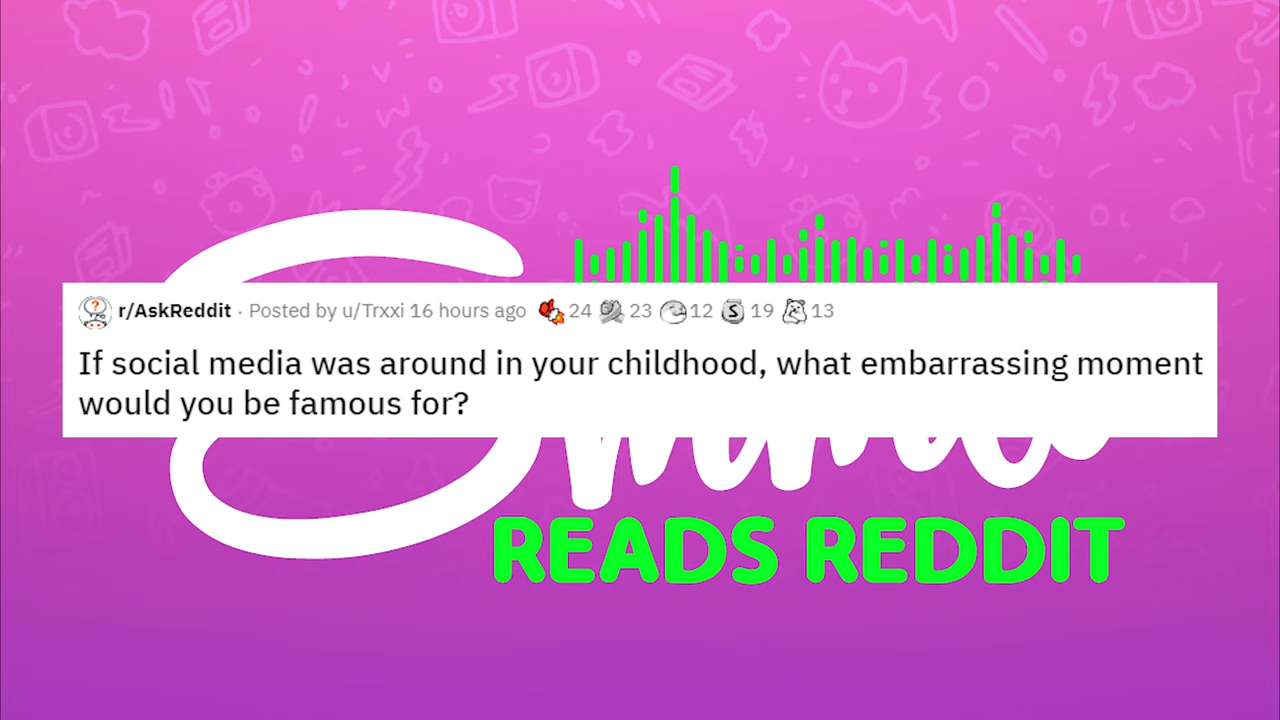 r/AskReddit · Posted by u/Trxxi 16 hours ago 24 23 12 S 19 13
If social media was around in your childhood, what embarrassing moment
would you be famous for?
READS REDDIT